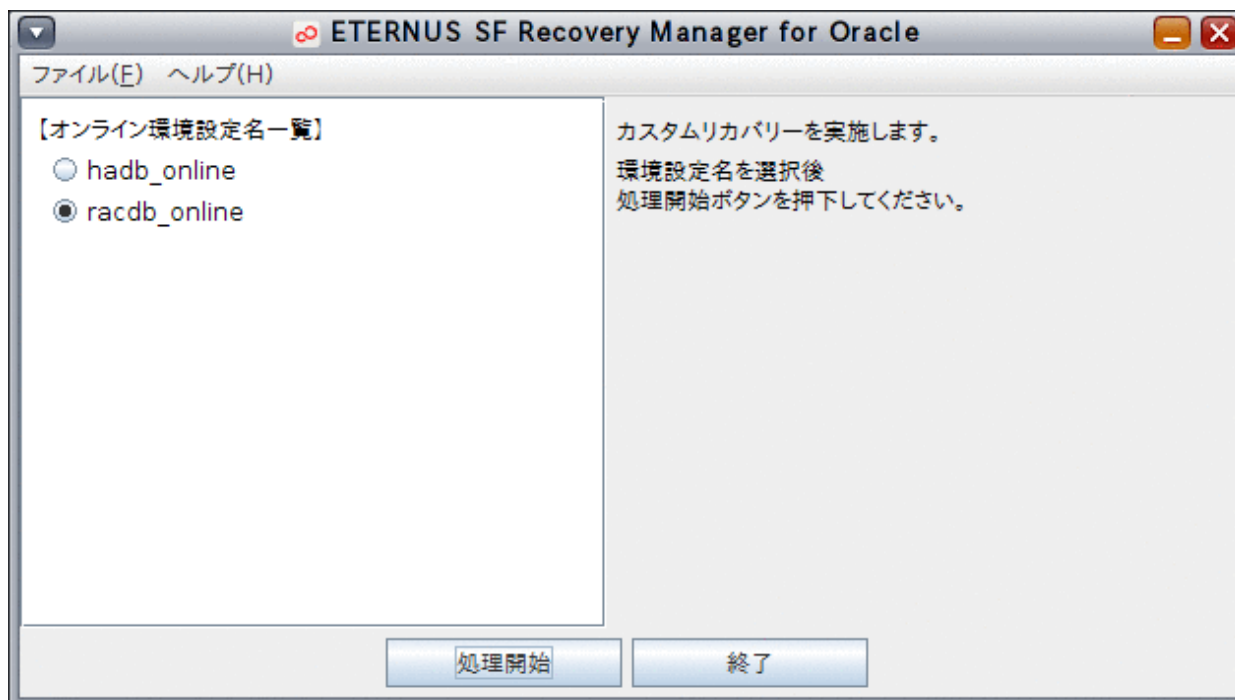 ETERNUS SF Recovery Manager for Oracle
ファイル(F) ヘルプ(H)
【オンライン環境設定名一覧】
hadb_online
racdb_online
カスタムリカバリーを実施します。
環境設定名を選択後
処理開始ボタンを押下してください。
処理開始
終了